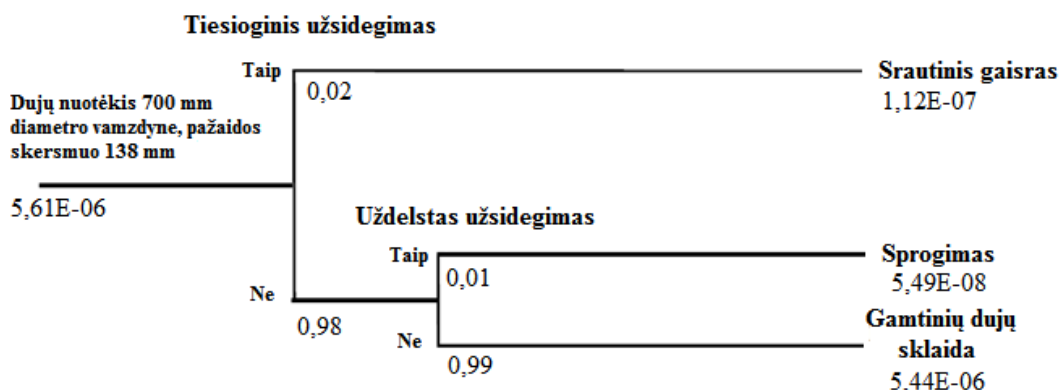 Tiesioginis užsidegimas
Taip
0,02
Srautinis gaisras
1,12E-07
Dujų nuotėkis 700 mm
diametro vamzdyne, pažaidos
skersmuo 138 mm
5,61E-06
Uždelstas užsidegimas
Taip
0,01
Sprogimas
5,49E-08
Ne
0,98
Ne
0,99
Gamtinių dujų
sklaida
5,44E-06